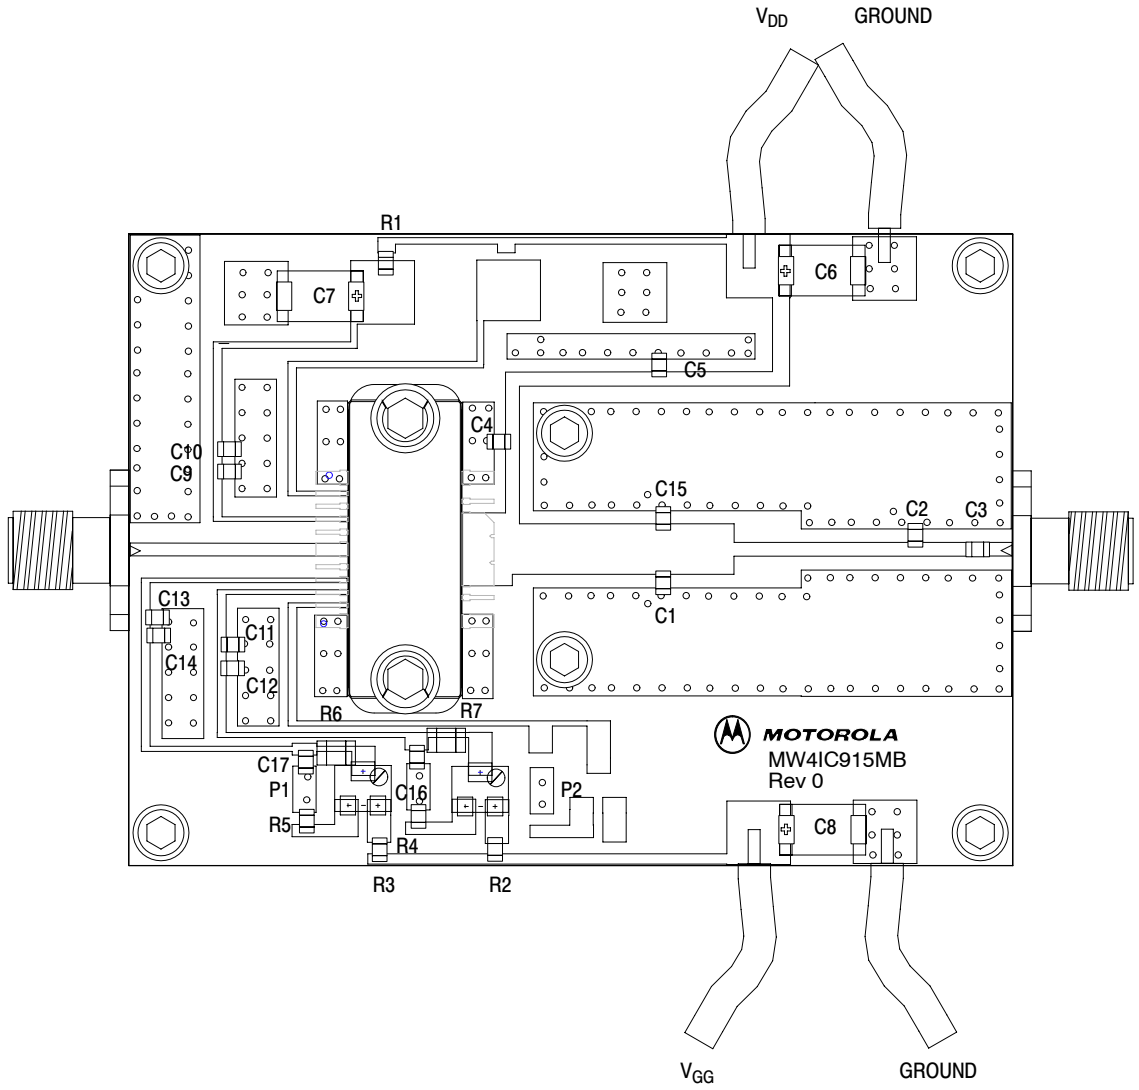 VDD GROUND
R1
C7
C6
C5
C4
C10
C9
C15
C2
C3
C13
C1
C11
C14
C12
R6
R7
MOTOROLA
MW4IC915MB
Rev 0
C17
P1
C16
P2
R5
C8
R4
R3
R2
VGG
GROUND